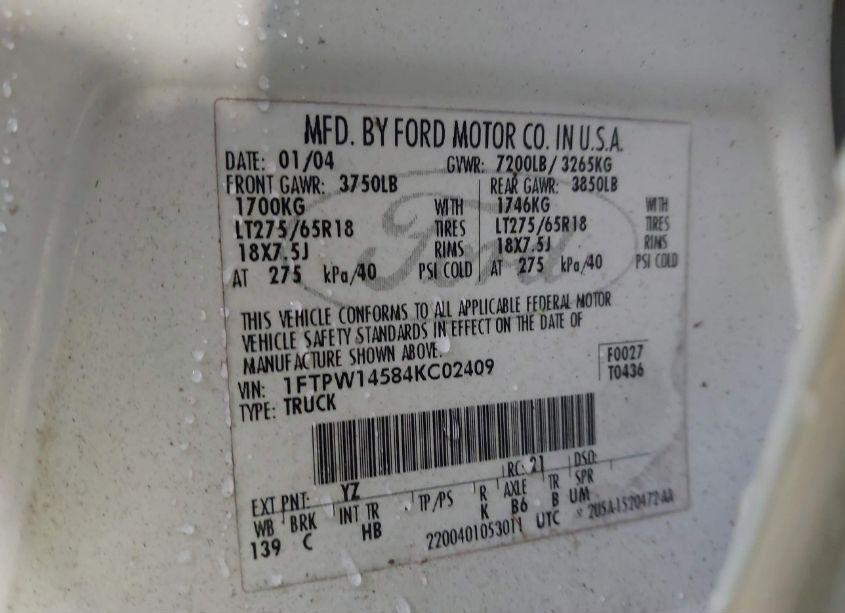 MFD. BY FORD MOTOR CO. IN U.S.A.
DATE: 01/04 GVWR: 7200LB / 3265KG
FRONT GAWR: 3750LB REAR GAWR: 3850LB
1700KG WITH 1746KG WITH
LT275/65R18 TIRES LT275/65R18 TIRES
18X7.5J RIMS 18X7.5J RIMS
AT 275 kPa/40 PSI COLD AT 275 kPa/40 PSI COLD
Ford
THIS VEHICLE CONFORMS TO ALL APPLICABLE FEDERAL MOTOR
VEHICLE SAFETY STANDARDS IN EFFECT ON THE DATE OF
MANUFACTURE SHOWN ABOVE.
F0027
VIN: 1FTPW14584KC02409
T0436
TYPE: TRUCK
EXT PNT: YZ RC: 21 DSO:
WB BRK INT TR TP/PS R AXLE TR SPR
139 C HB K B6 B UM
2200401053011 UTC